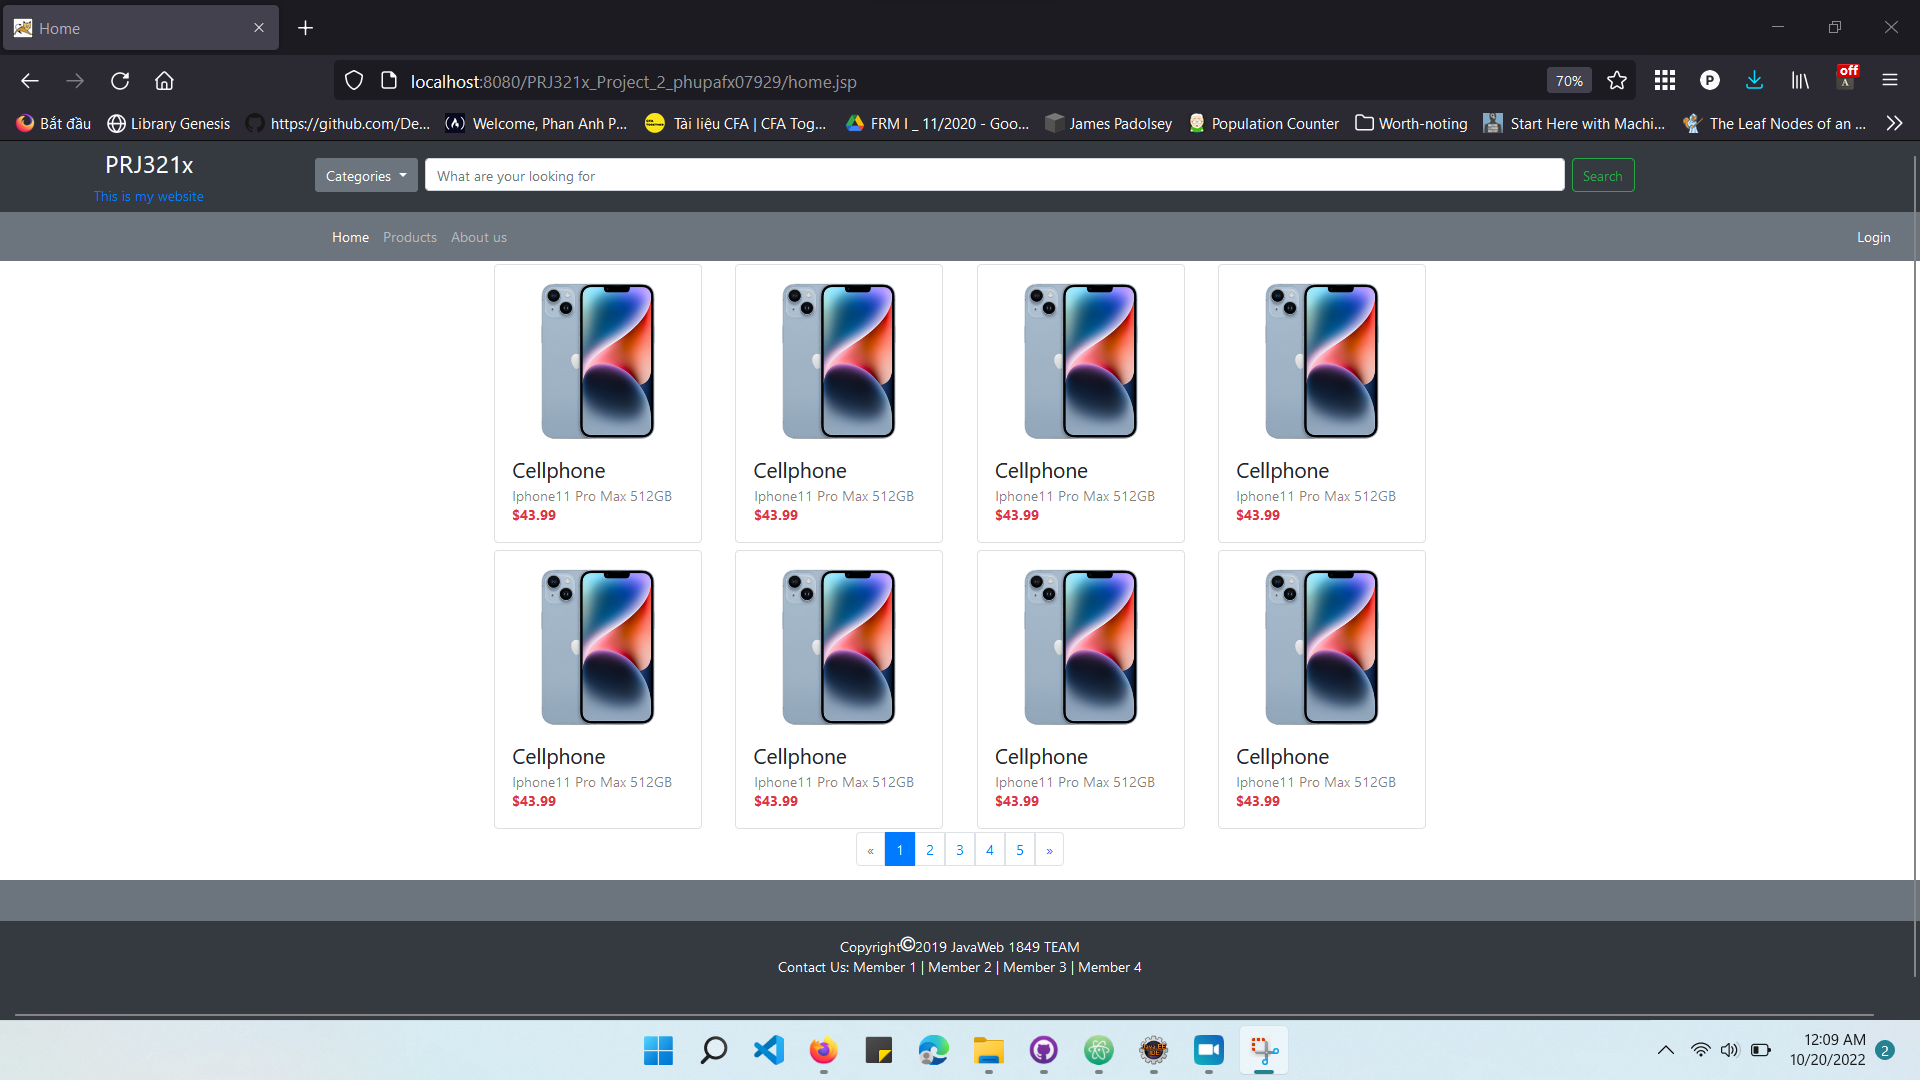 Home
localhost:8080/PRJ321x_Project_2_phupafx07929/home.jsp
70%
P
off
A
Bắt đầu
Library Genesis
https://github.com/De...
Welcome, Phan Anh P...
Tài liệu CFA | CFA Tog...
FRM I _ 11/2020 - Goo...
James Padolsey
Population Counter
Worth-noting
Start Here with Machi...
The Leaf Nodes of an ...
PRJ321x
This is my website
Categories
What are your looking for
Search
Home
Products
About us
Login
Cellphone
Iphone11 Pro Max 512GB
$43.99
Cellphone
Iphone11 Pro Max 512GB
$43.99
Cellphone
Iphone11 Pro Max 512GB
$43.99
Cellphone
Iphone11 Pro Max 512GB
$43.99
Cellphone
Iphone11 Pro Max 512GB
$43.99
Cellphone
Iphone11 Pro Max 512GB
$43.99
Cellphone
Iphone11 Pro Max 512GB
$43.99
Cellphone
Iphone11 Pro Max 512GB
$43.99
« 1 2 3 4 5 »
Copyright©2019 JavaWeb 1849 TEAM
Contact Us: Member 1 | Member 2 | Member 3 | Member 4
12:09 AM
10/20/2022
2